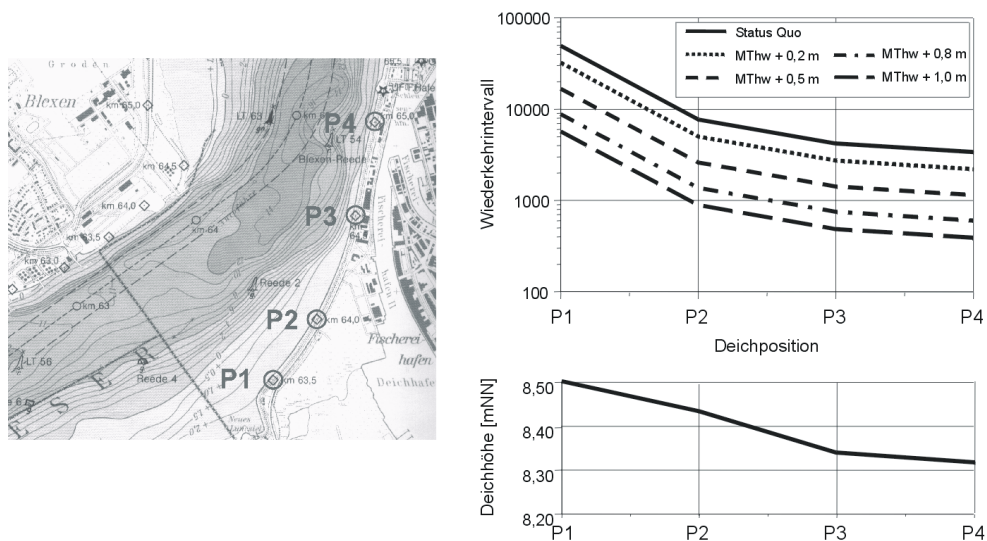 Groden
Blexen
km 65,0
LT 63
P4
km 65,0
LT 54
Blexen-Reede
km 64,5
km 64,0
P3
km-64
km 63,0
Reede 2
km 63
P2
km 64,0
Fischerei
hafen
LT 56
P1
km 63,5
Reede 4
Deichhafe
Neues
100000
10000
1000
100
Wiederkehrintervall
Status Quo
MThw + 0,2 m
MThw + 0,8 m
MThw + 0,5 m
MThw + 1,0 m
P1
P2
P3
P4
Deichposition
8,50
8,40
8,30
8,20
Deichhöhe [mNN]
P1
P2
P3
P4